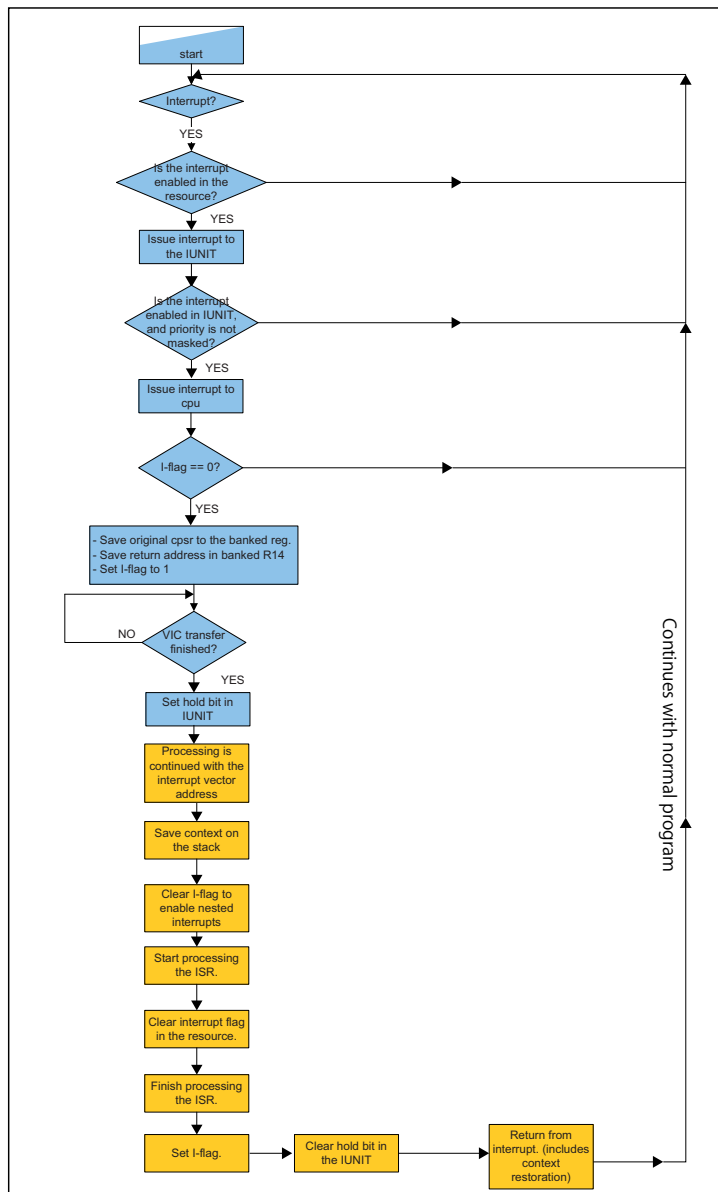 start
Interrupt?
YES
Is the interrupt
enabled in the
resource?
YES
Issue interrupt to
the IUNIT
Is the interrupt
enabled in IUNIT,
and priority is not
masked?
YES
Issue interrupt to
cpu
I-flag == 0?
YES
- Save original cpsr to the banked reg.
- Save return address in banked R14
- Set I-flag to 1
NO
VIC transfer
finished?
YES
Set hold bit in
IUNIT
Processing is
continued with the
interrupt vector
address
Save context on
the stack
Clear I-flag to
enable nested
interrupts
Start processing
the ISR.
Clear interrupt flag
in the resource.
Finish processing
the ISR.
Set I-flag.
Clear hold bit in
the IUNIT
Return from
interrupt. (includes
context
restoration)
Continues with normal program